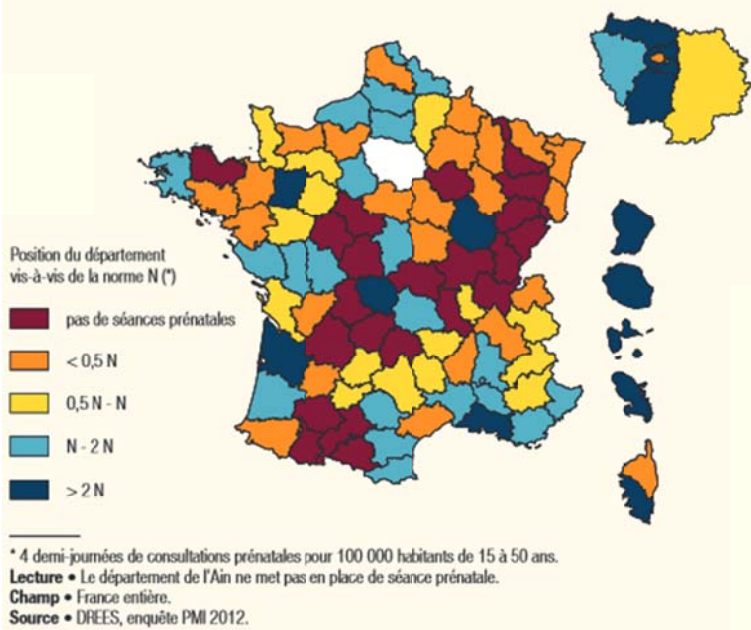 Position du département
vis-à-vis de la norme N (*)
pas de séances prénatales
< 0,5 N
0,5 N - N
N - 2 N
> 2 N
* 4 demi-journées de consultations prénatales pour 100 000 habitants de 15 à 50 ans.
Lecture • Le département de l'Ain ne met pas en place de séance prénatale.
Champ • France entière.
Source • DREES, enquête PMI 2012.